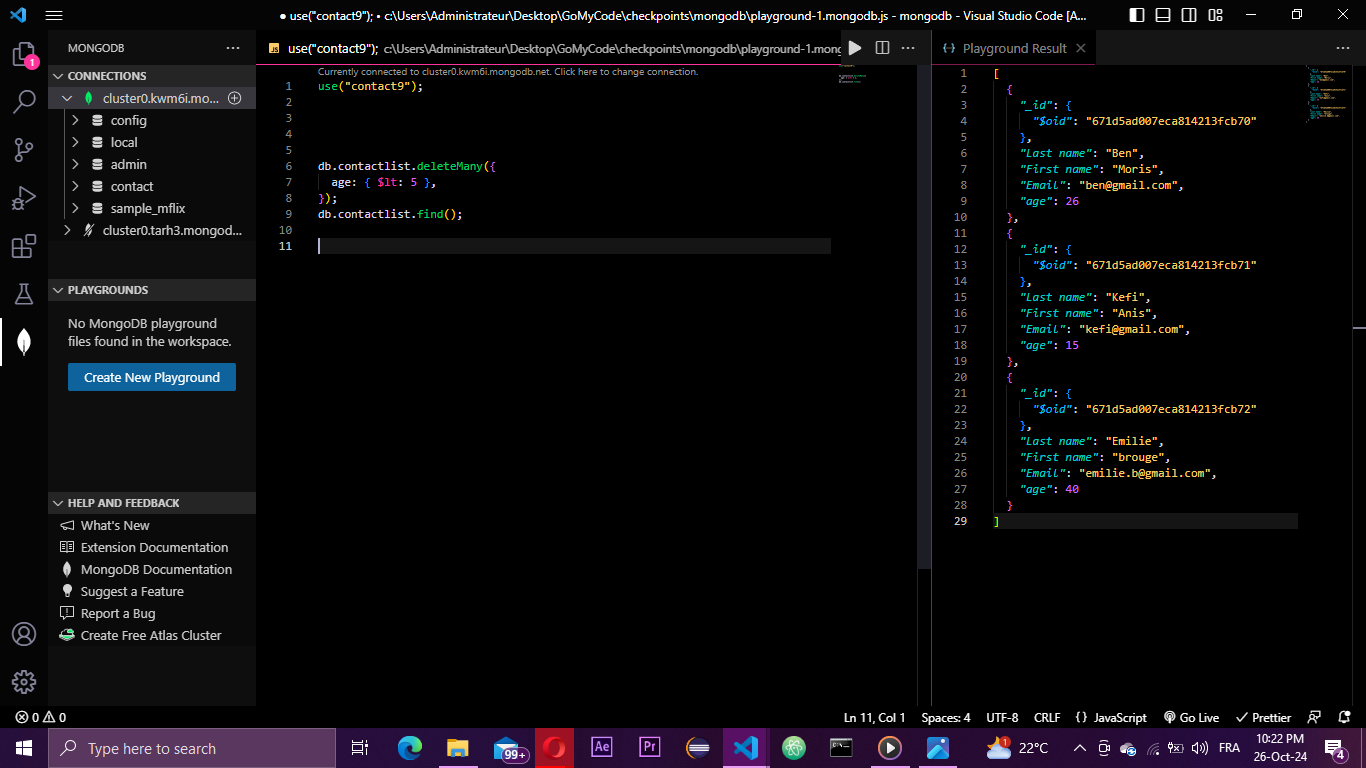 ● use("contact9"); • c:\Users\Administrateur\Desktop\GoMyCode\checkpoints\mongodb\playground-1.mongodb.js - mongodb - Visual Studio Code [A...
MONGODB
1
CONNECTIONS
cluster0.kwm6i.mo...
config
local
admin
contact
sample_mflix
cluster0.tarh3.mongod...
PLAYGROUNDS
No MongoDB playground
files found in the workspace.
Create New Playground
HELP AND FEEDBACK
What's New
Extension Documentation
MongoDB Documentation
Suggest a Feature
Report a Bug
Create Free Atlas Cluster
JS use("contact9"); c:\Users\Administrateur\Desktop\GoMyCode\checkpoints\mongodb\playground-1.mong
Currently connected to cluster0.kwm6i.mongodb.net. Click here to change connection.
1 use("contact9");
2
3
4
5
6 db.contactlist.deleteMany({
7 age: { $lt: 5 },
8 });
9 db.contactlist.find();
10
11
Playground Result
1 [
2 {
3 "_id": {
4 "$oid": "671d5ad007eca814213fcb70"
5 },
6 "Last name": "Ben",
7 "First name": "Moris",
8 "Email": "ben@gmail.com",
9 "age": 26
10 },
11 {
12 "_id": {
13 "$oid": "671d5ad007eca814213fcb71"
14 },
15 "Last name": "Kefi",
16 "First name": "Anis",
17 "Email": "kefi@gmail.com",
18 "age": 15
19 },
20 {
21 "_id": {
22 "$oid": "671d5ad007eca814213fcb72"
23 },
24 "Last name": "Emilie",
25 "First name": "brouge",
26 "Email": "emilie.b@gmail.com",
27 "age": 40
28 }
29 ]
0 0
Ln 11, Col 1 Spaces: 4 UTF-8 CRLF {} JavaScript Go Live Prettier
Type here to search
99+
Ae
Pr
1
22°C
FRA
10:22 PM
26-Oct-24
4